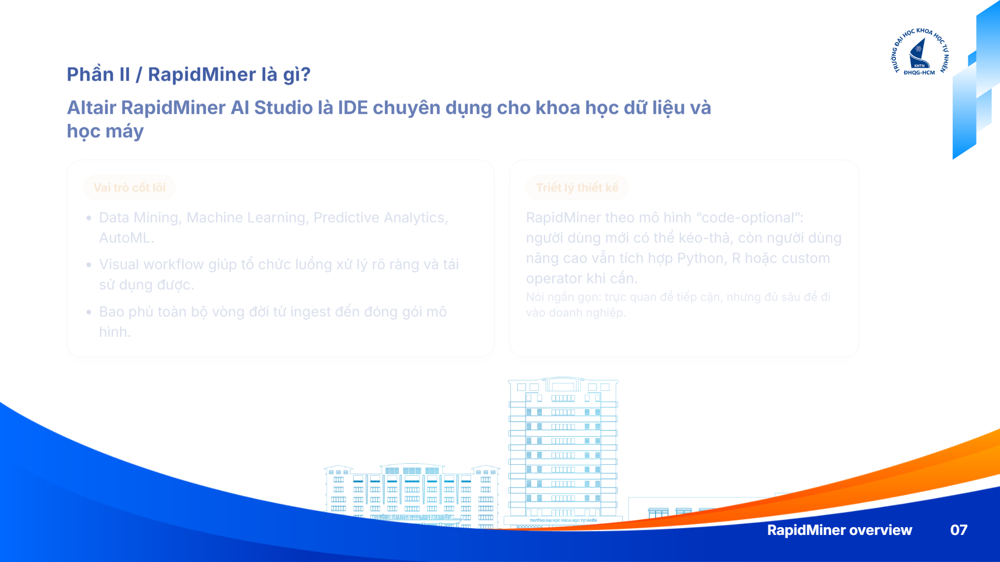 TRƯỜNG ĐẠI HỌC KHOA HỌC TỰ NHIÊN
KHTN
ĐHQG-HCM
Phần II / RapidMiner là gì?
Altair RapidMiner AI Studio là IDE chuyên dụng cho khoa học dữ liệu và
học máy
Vai trò cốt lõi
• Data Mining, Machine Learning, Predictive Analytics,
AutoML.
• Visual workflow giúp tổ chức luồng xử lý rõ ràng và tái
sử dụng được.
• Bao phủ toàn bộ vòng đời từ ingest đến đóng gói mô
hình.
Triết lý thiết kế
RapidMiner theo mô hình “code-optional”:
người dùng mới có thể kéo-thả, còn người dùng
nâng cao vẫn tích hợp Python, R hoặc custom
operator khi cần.
Nói ngắn gọn: trực quan để tiếp cận, nhưng đủ sâu để đi
vào doanh nghiệp.
TRƯỜNG ĐẠI HỌC KHOA HỌC TỰ NHIÊN
RapidMiner overview
07